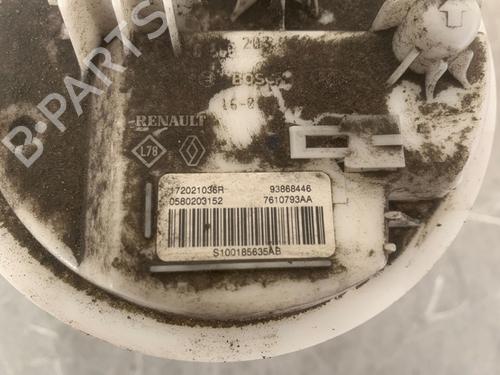 B-PARTS
BOSCH
RENAULT
L78
172021036R 93868446
0580203152 7610793AA
S100185635AB